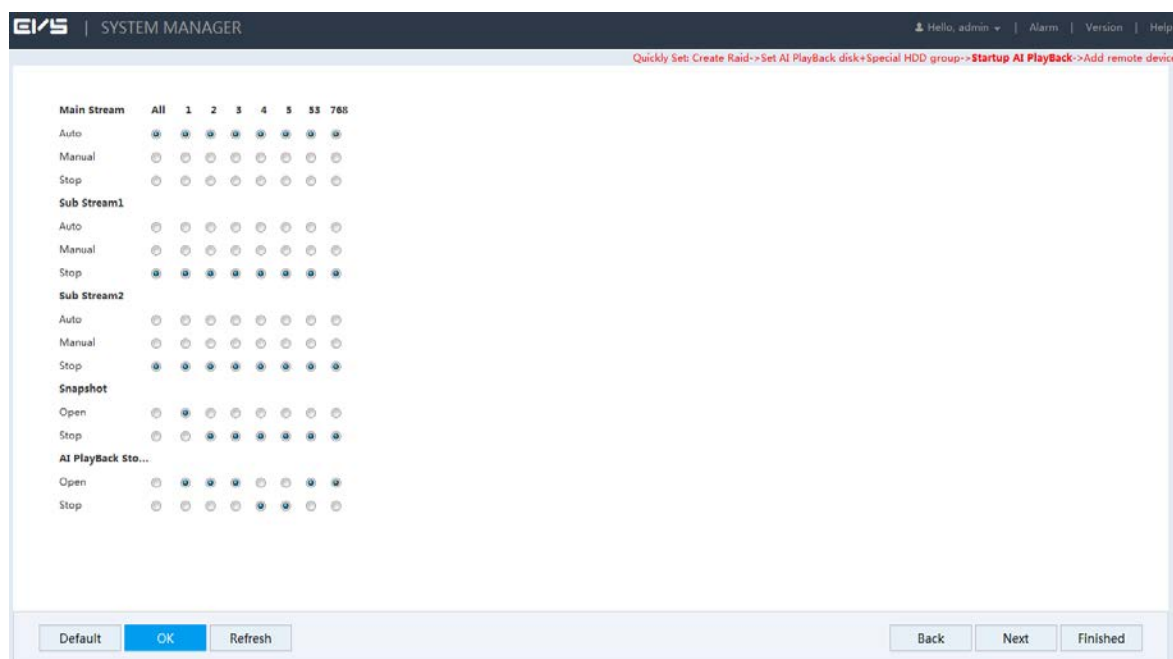 EIVS | SYSTEM MANAGER Hello, admin | Alarm | Version | Help
Quickly Set: Create Raid->Set AI PlayBack disk+Special HDD group->Startup AI PlayBack->Add remote device
Main Stream All 1 2 3 4 5 53 768
Auto
Manual
Stop
Sub Stream1
Auto
Manual
Stop
Sub Stream2
Auto
Manual
Stop
Snapshot
Open
Stop
AI PlayBack Sto...
Open
Stop
Default OK Refresh Back Next Finished